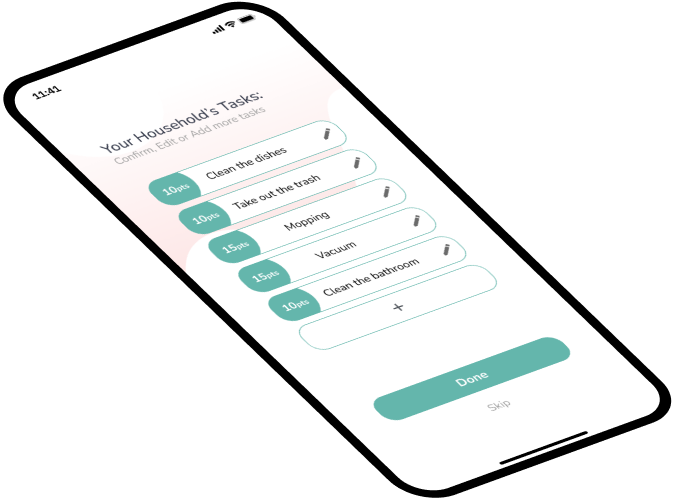 11:41
Your Household's Tasks:
Confirm, Edit or Add more tasks
10pts Clean the dishes
10pts Take out the trash
15pts Mopping
15pts Vacuum
10pts Clean the bathroom
+
Done
Skip